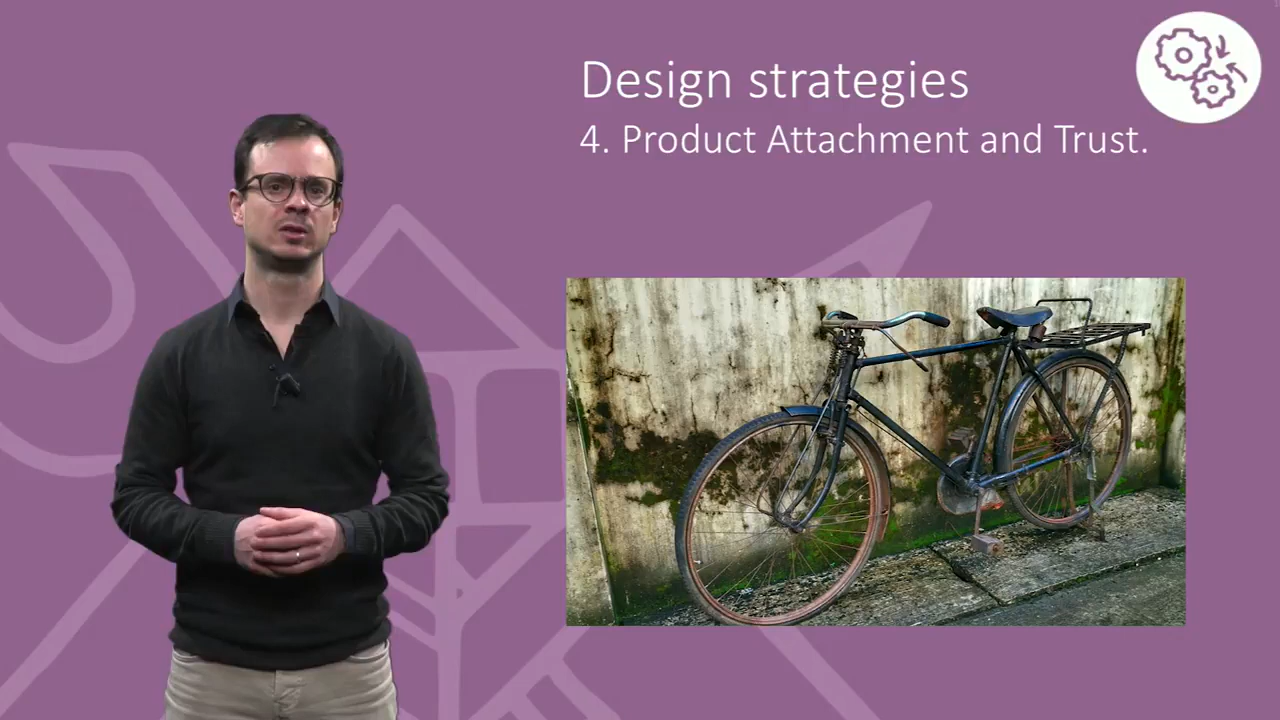 Design strategies
4. Product Attachment and Trust.